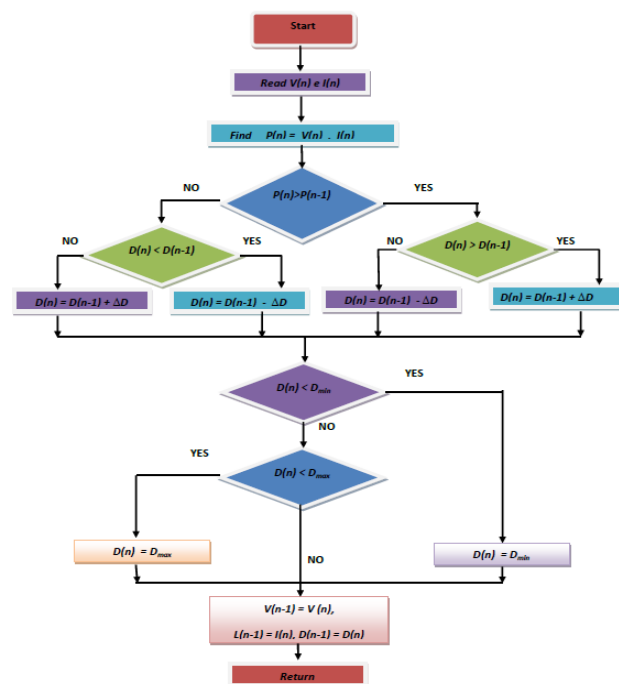 Start
Read V(n) e I(n)
Find P(n) = V(n) . I(n)
NO
YES
P(n)>P(n-1)
NO
D(n) < D(n-1)
YES
NO
D(n) > D(n-1)
YES
D(n) = D(n-1) + ΔD
D(n) = D(n-1) - ΔD
D(n) = D(n-1) - ΔD
D(n) = D(n-1) + ΔD
D(n) < Dmin
YES
NO
YES
D(n) < Dmax
D(n) = Dmax
D(n) = Dmin
NO
V(n-1) = V (n),
L(n-1) = I(n), D(n-1) = D(n)
Return